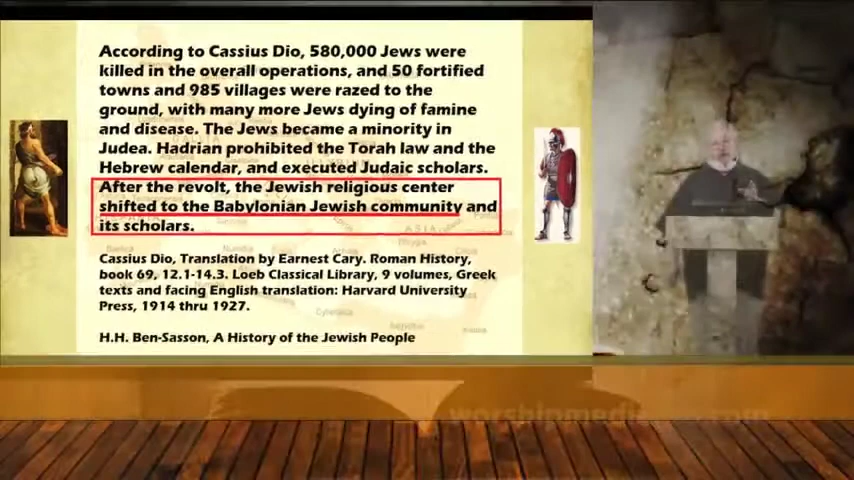 According to Cassius Dio, 580,000 Jews were
killed in the overall operations, and 50 fortified
towns and 985 villages were razed to the
ground, with many more Jews dying of famine
and disease. The Jews became a minority in
Judea. Hadrian prohibited the Torah law and the
Hebrew calendar, and executed Judaic scholars.
After the revolt, the Jewish religious center
shifted to the Babylonian Jewish community and
its scholars.
Cassius Dio, Translation by Earnest Cary. Roman History,
book 69, 12.1-14.3. Loeb Classical Library, 9 volumes, Greek
texts and facing English translation: Harvard University
Press, 1914 thru 1927.
H.H. Ben-Sasson, A History of the Jewish People